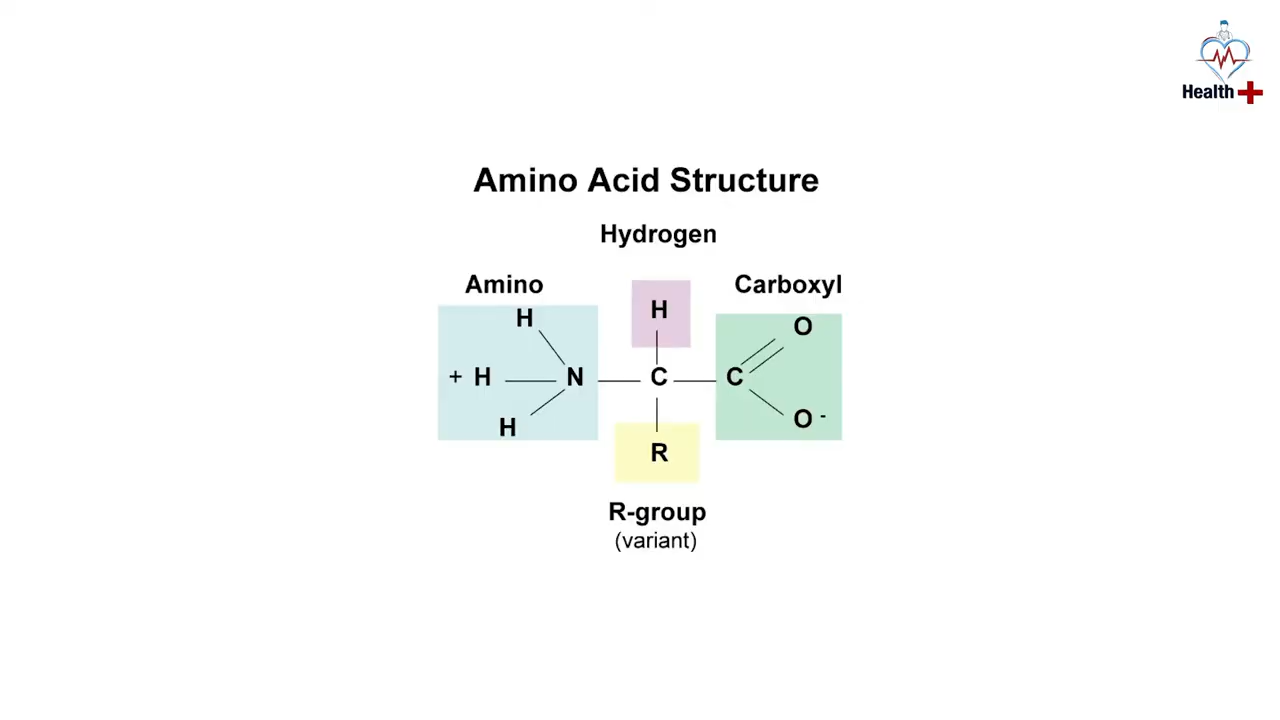 Health
Amino Acid Structure
Hydrogen
Amino
Carboxyl
H
H
O
+ H
N
C
C
H
O -
R
R-group
(variant)